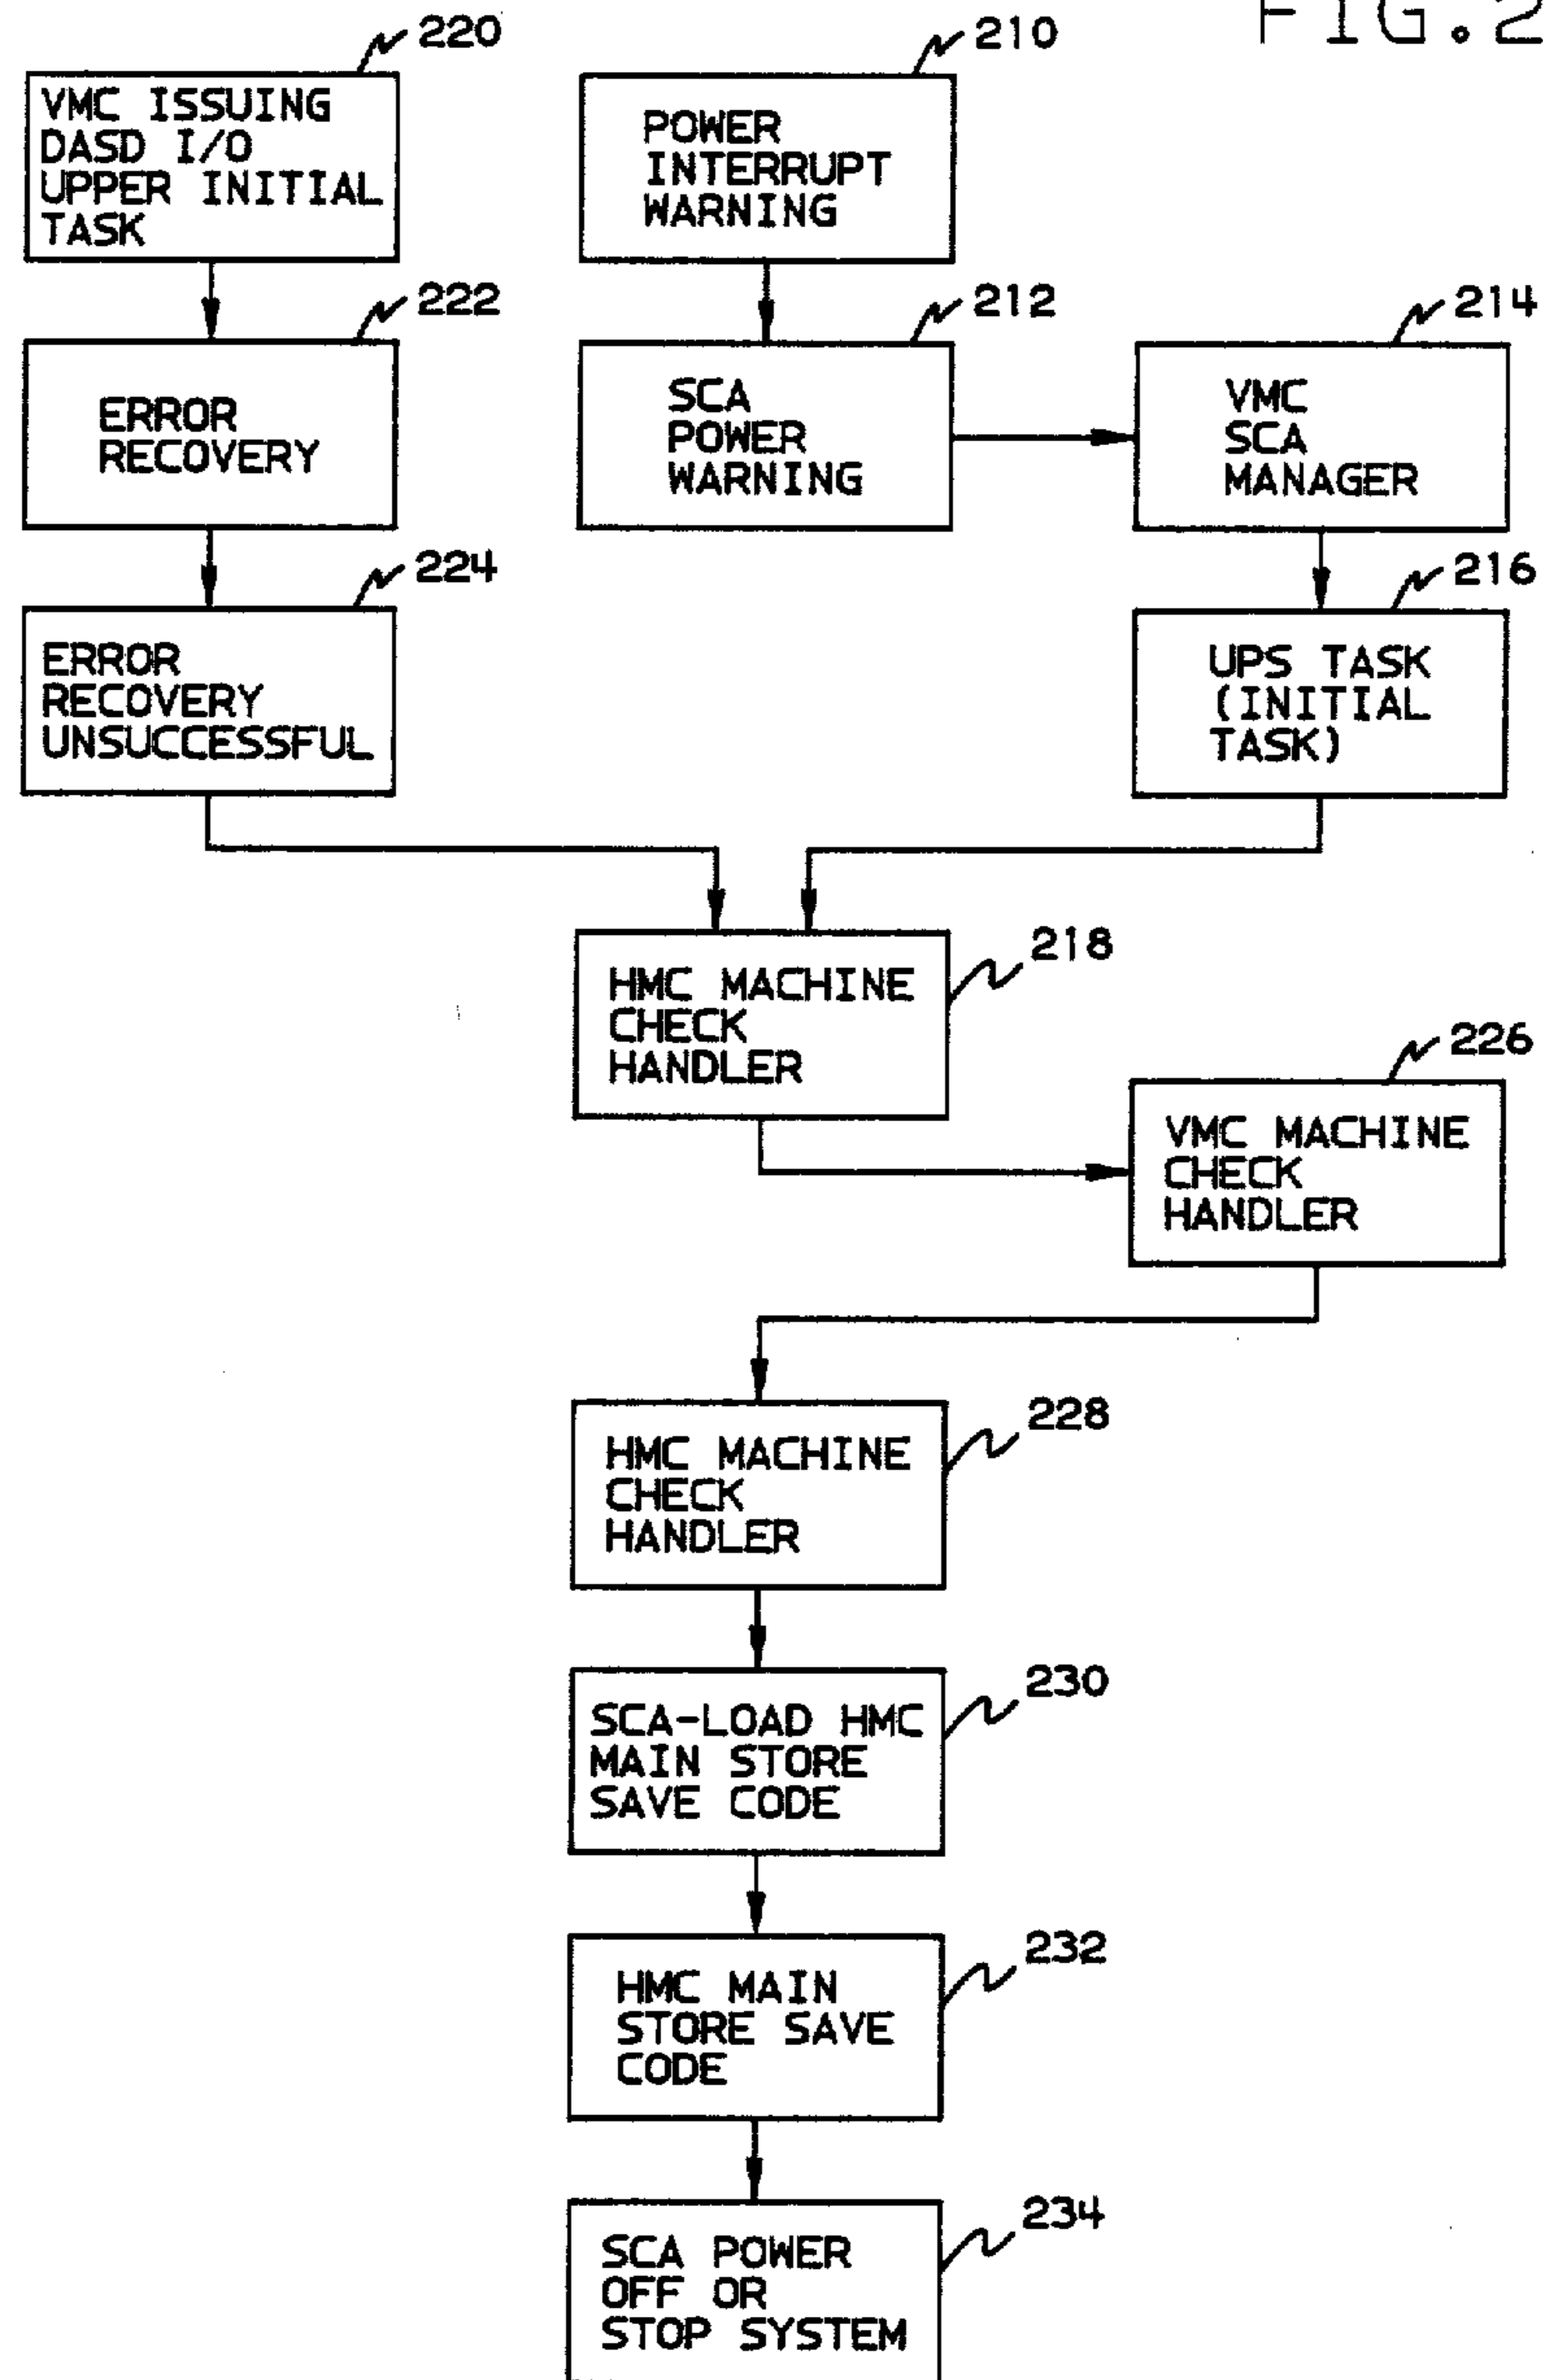 FIG.2
220
VMC ISSUING
DASD I/O
UPPER INITIAL
TASK
210
POWER
INTERRUPT
WARNING
222
ERROR
RECOVERY
212
SCA
POWER
WARNING
214
VMC
SCA
MANAGER
224
ERROR
RECOVERY
UNSUCCESSFUL
216
UPS TASK
(INITIAL
TASK)
218
HMC MACHINE
CHECK
HANDLER
226
VMC MACHINE
CHECK
HANDLER
228
HMC MACHINE
CHECK
HANDLER
230
SCA-LOAD HMC
MAIN STORE
SAVE CODE
232
HMC MAIN
STORE SAVE
CODE
234
SCA POWER
OFF OR
STOP SYSTEM